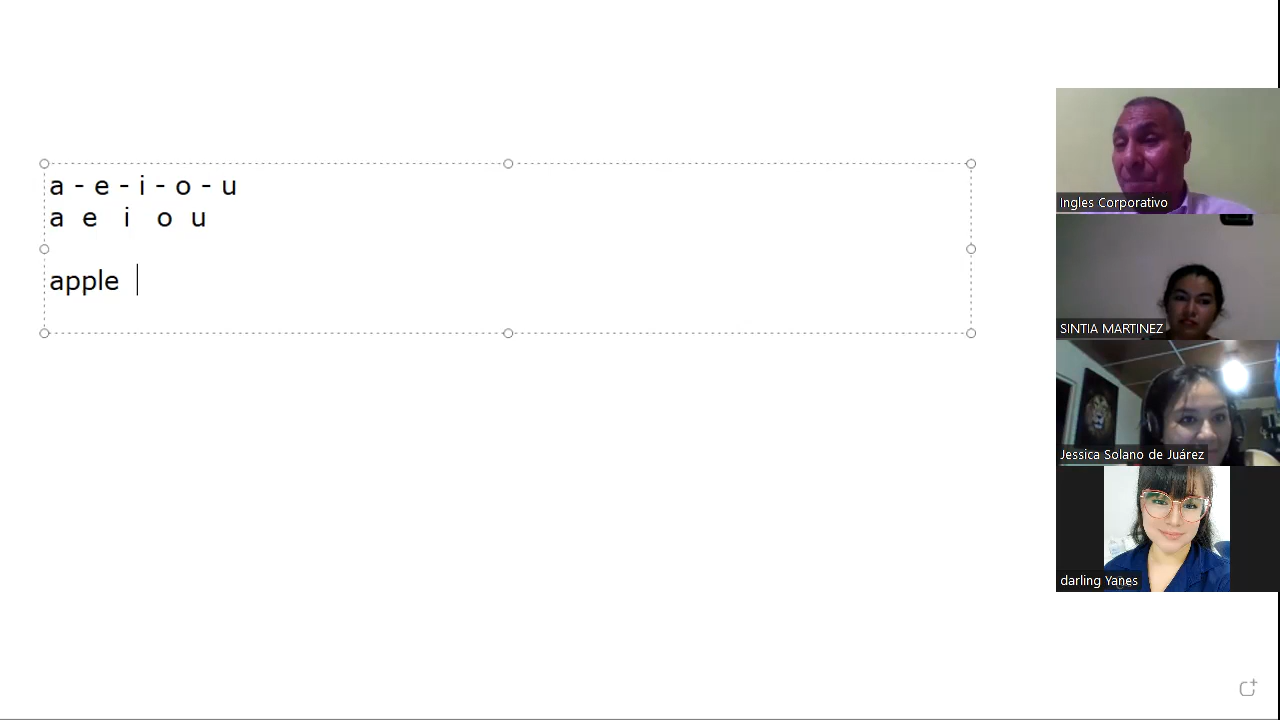 a - e - i - o - u
a e i o u
apple
Ingles Corporativo
SINTIA MARTINEZ
Jessica Solano de Juárez
darling Yanes